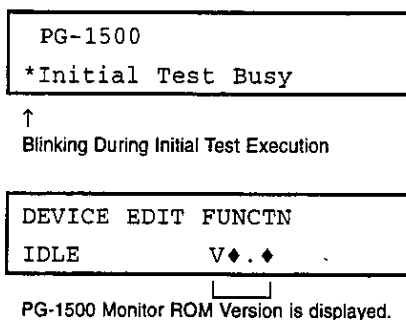 PG-1500
*Initial Test Busy
↑
Blinking During Initial Test Execution
DEVICE EDIT FUNCTN
IDLE V♦.♦
PG-1500 Monitor ROM Version is displayed.